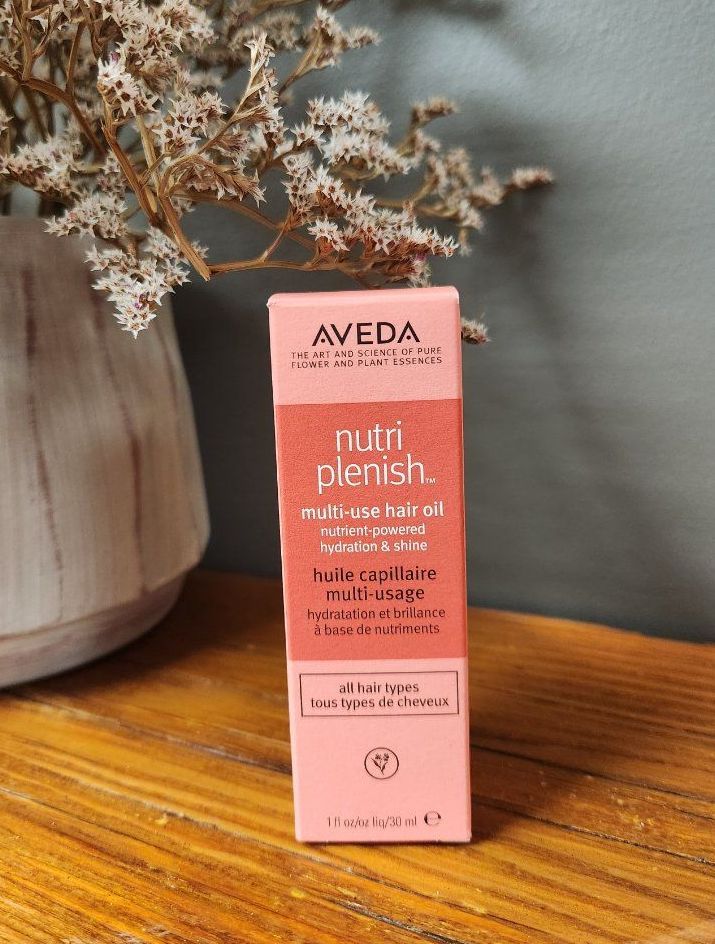 AVEDA
THE ART AND SCIENCE OF PURE
FLOWER AND PLANT ESSENCES
nutri
plenish™
multi-use hair oil
nutrient-powered
hydration & shine
huile capillaire
multi-usage
hydratation et brillance
à base de nutriments
all hair types
tous types de cheveux
1 fl oz/oz liq/30 ml ℮